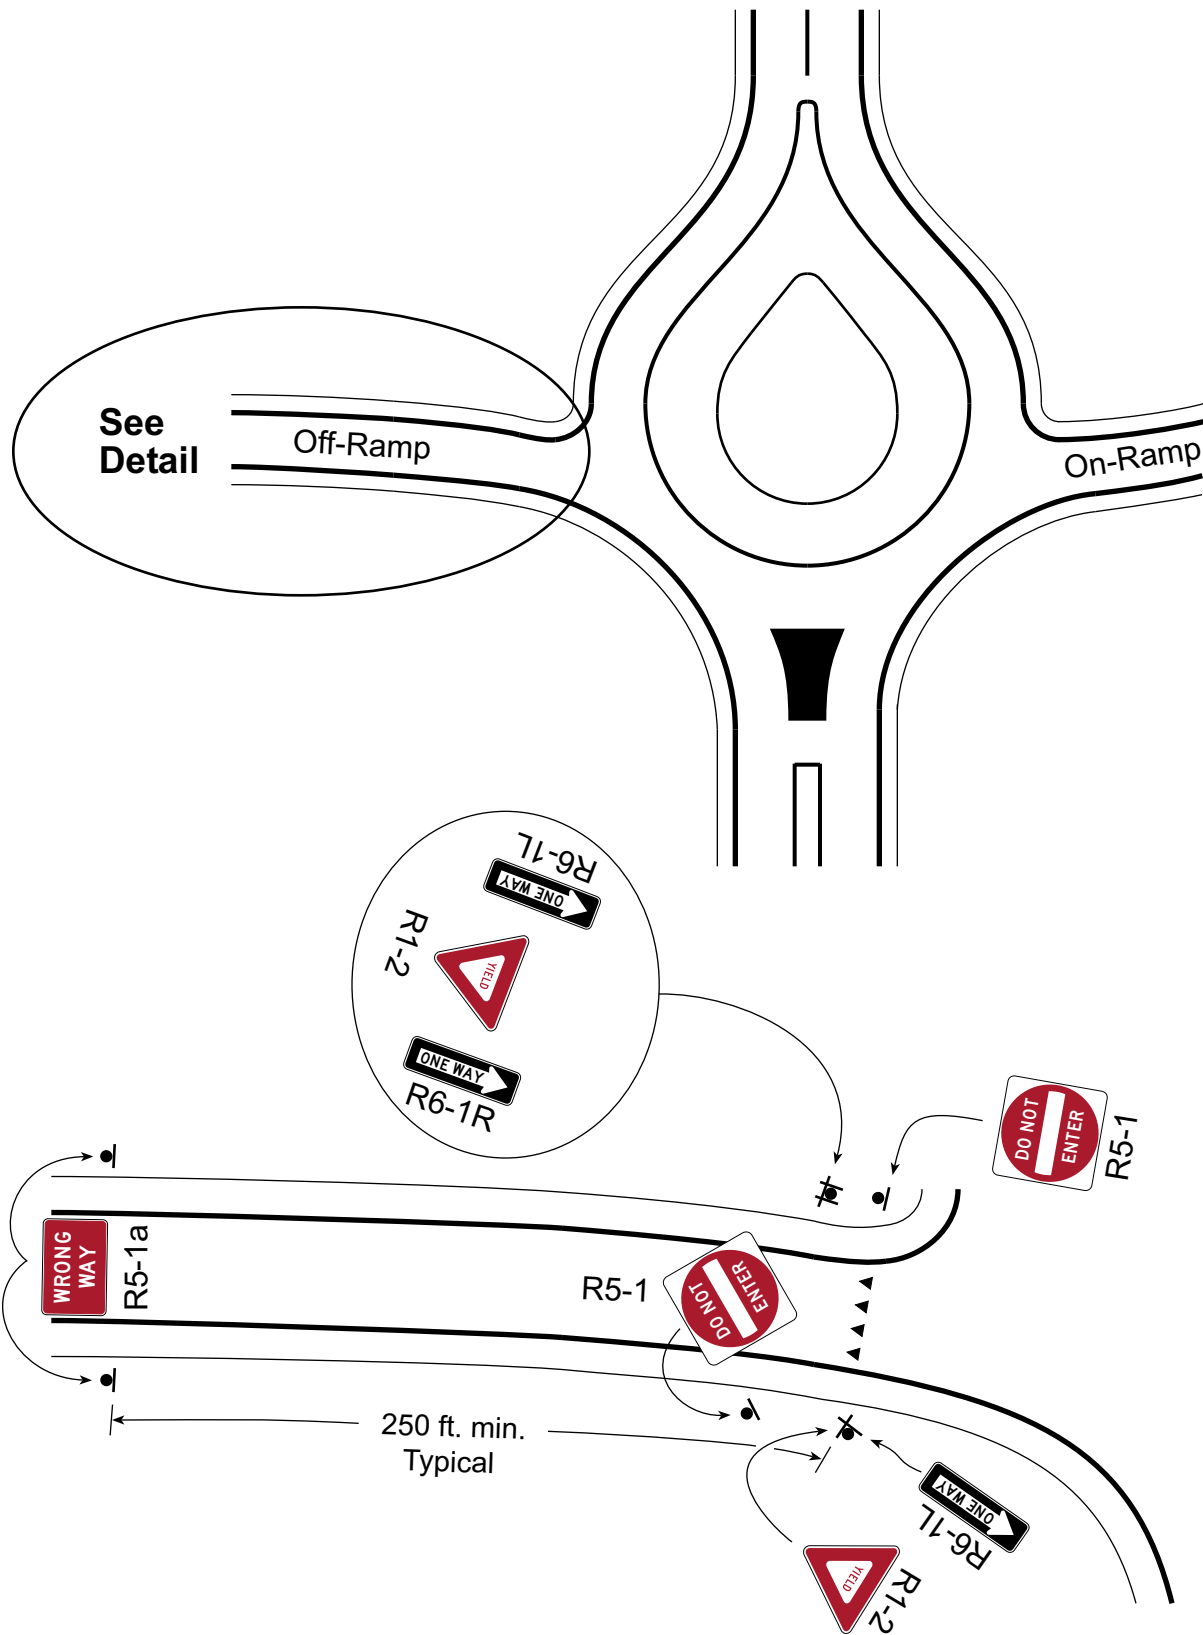 See
Detail
Off-Ramp
On-Ramp
R6-1L
ONE WAY
R1-2
YIELD
ONE WAY
R6-1R
DO NOT
ENTER
R5-1
WRONG
WAY
R5-1a
R5-1
DO NOT
ENTER
250 ft. min.
Typical
ONE WAY
R6-1L
YIELD
R1-2